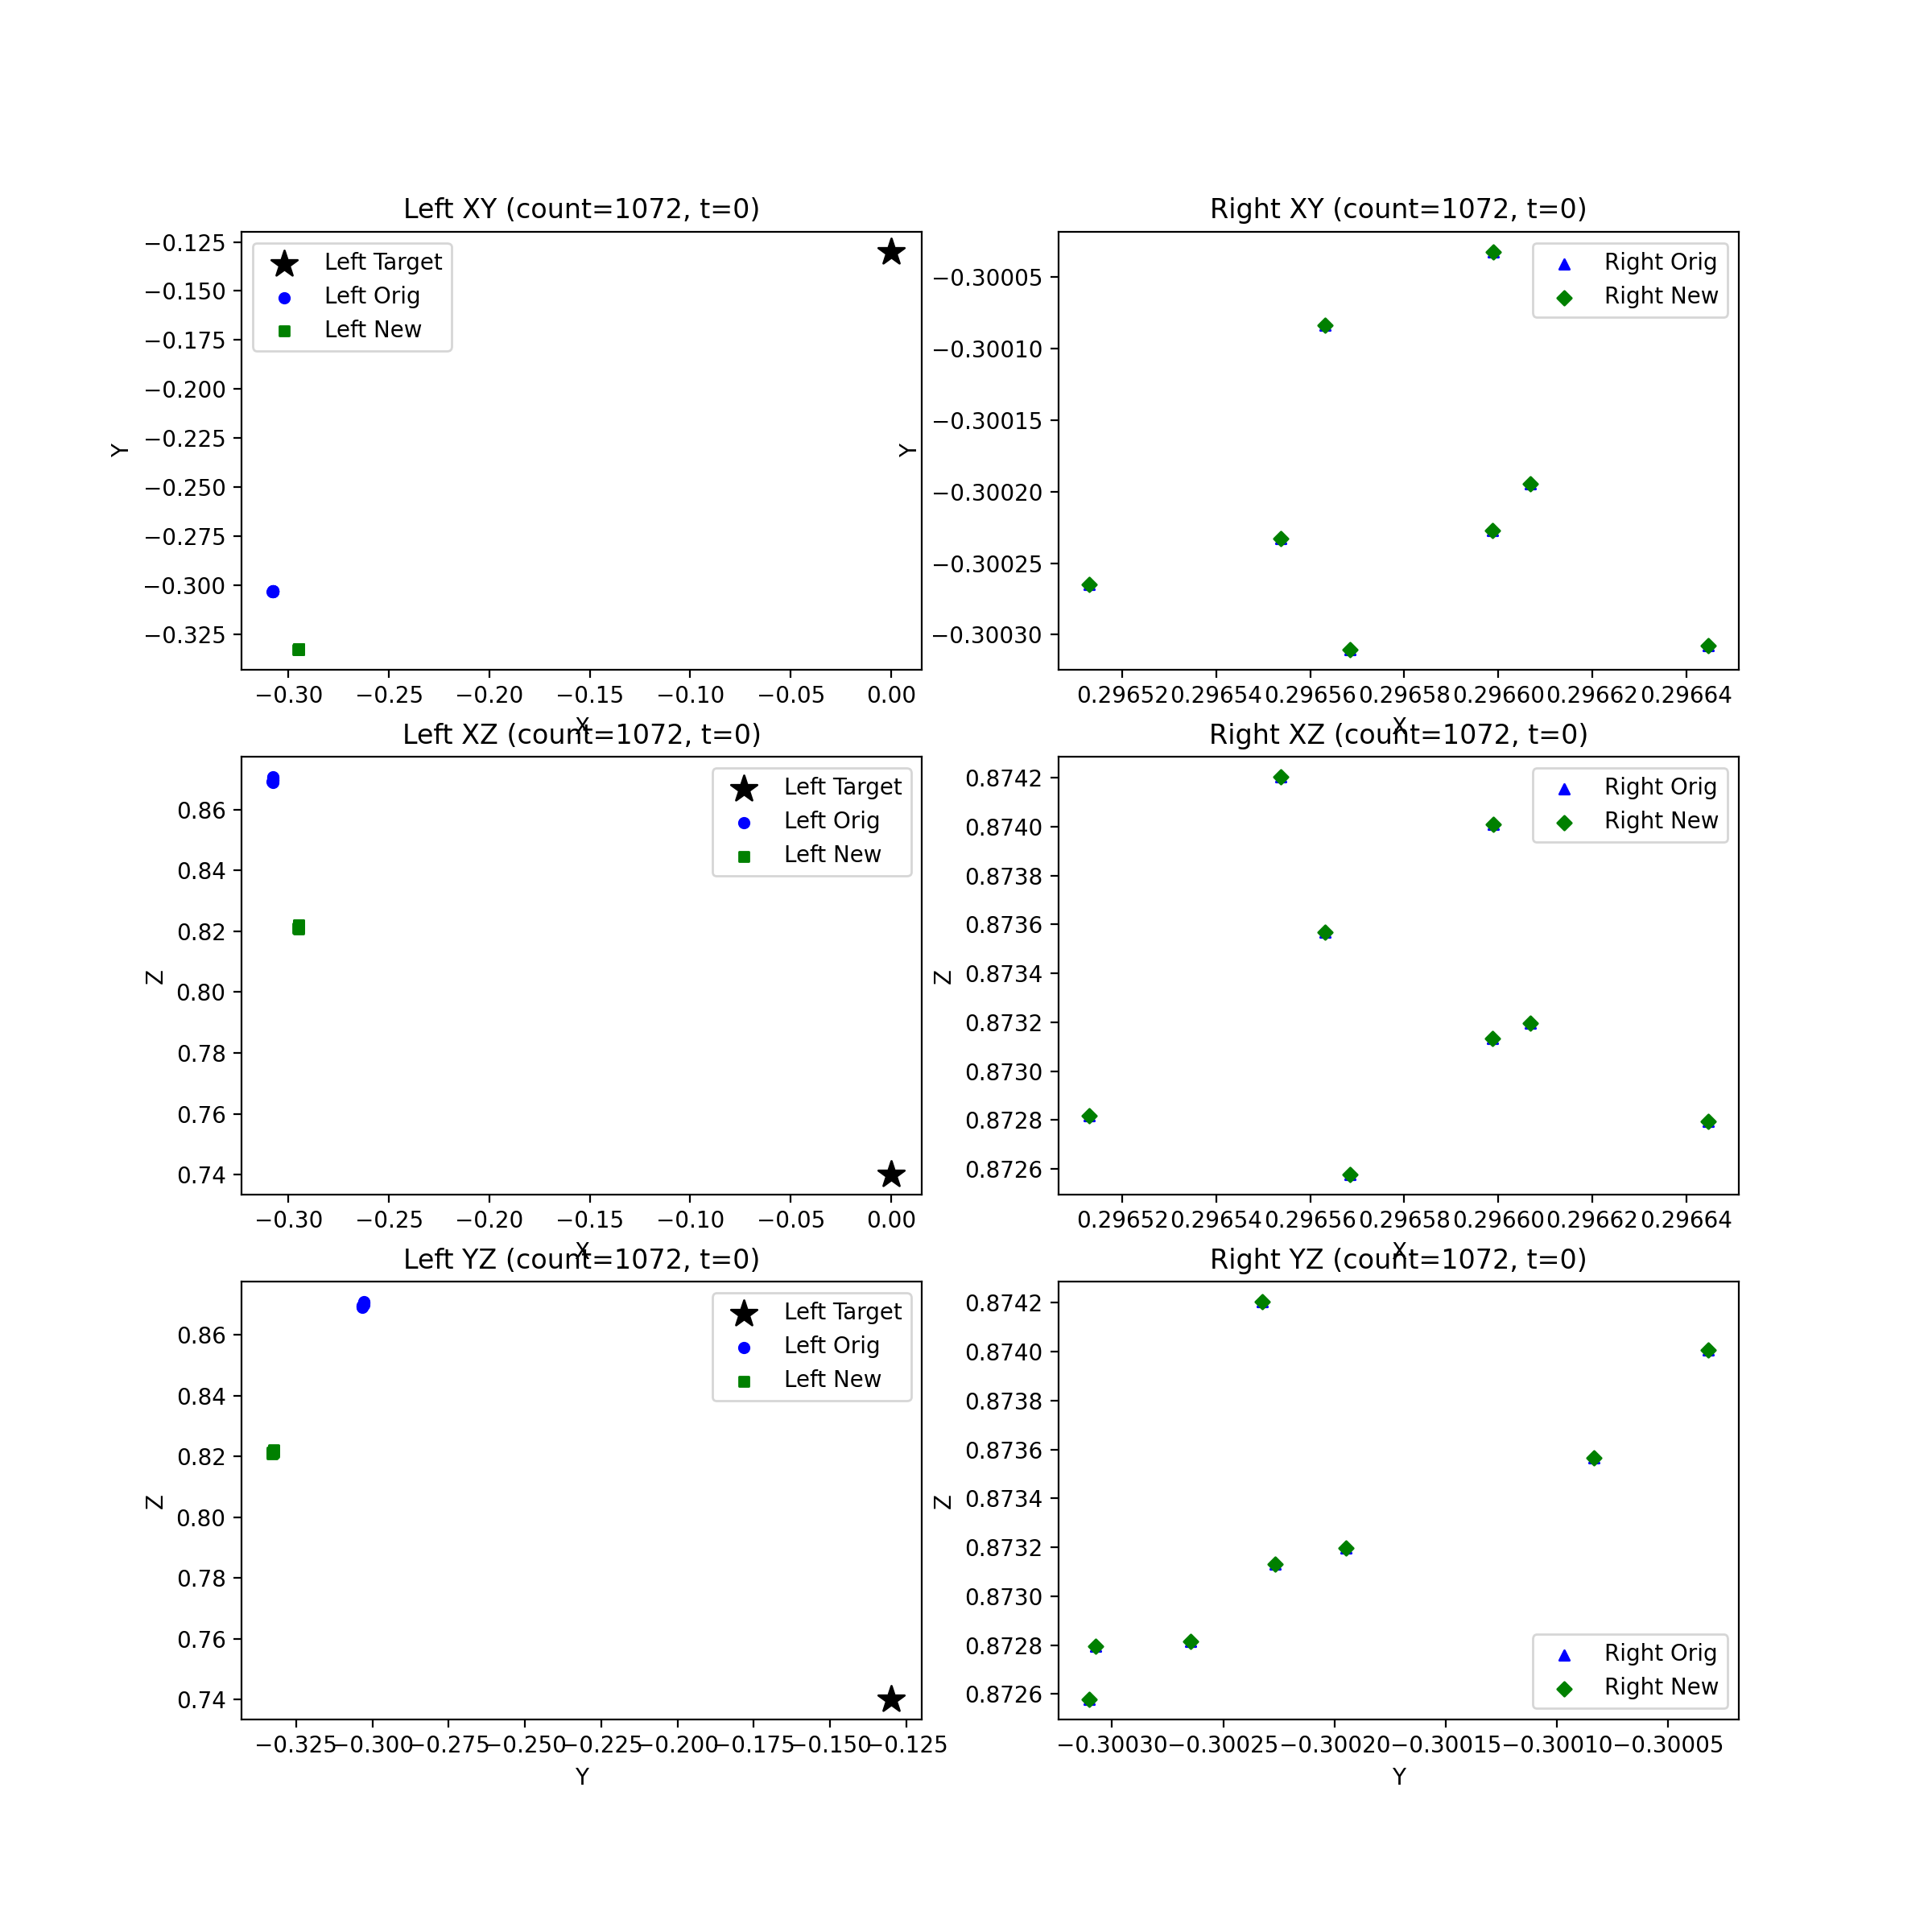 Left XY (count=1072, t=0)
−0.125
−0.150
−0.175
−0.200
−0.225
−0.250
−0.275
−0.300
−0.325
Y
Left Target
Left Orig
Left New
−0.30 −0.25 −0.20 −0.15 −0.10 −0.05 0.00
X
Right XY (count=1072, t=0)
−0.30005
−0.30010
−0.30015
−0.30020
−0.30025
−0.30030
Y
Right Orig
Right New
0.29652 0.29654 0.29656 0.29658 0.29660 0.29662 0.29664
X
Left XZ (count=1072, t=0)
0.86
0.84
0.82
0.80
0.78
0.76
0.74
Z
Left Target
Left Orig
Left New
−0.30 −0.25 −0.20 −0.15 −0.10 −0.05 0.00
X
Right XZ (count=1072, t=0)
0.8742
0.8740
0.8738
0.8736
0.8734
0.8732
0.8730
0.8728
0.8726
Z
Right Orig
Right New
0.29652 0.29654 0.29656 0.29658 0.29660 0.29662 0.29664
X
Left YZ (count=1072, t=0)
0.86
0.84
0.82
0.80
0.78
0.76
0.74
Z
Left Target
Left Orig
Left New
−0.325 −0.300 −0.275 −0.250 −0.225 −0.200 −0.175 −0.150 −0.125
Y
Right YZ (count=1072, t=0)
0.8742
0.8740
0.8738
0.8736
0.8734
0.8732
0.8730
0.8728
0.8726
Z
Right Orig
Right New
−0.30030 −0.30025 −0.30020 −0.30015 −0.30010 −0.30005
Y